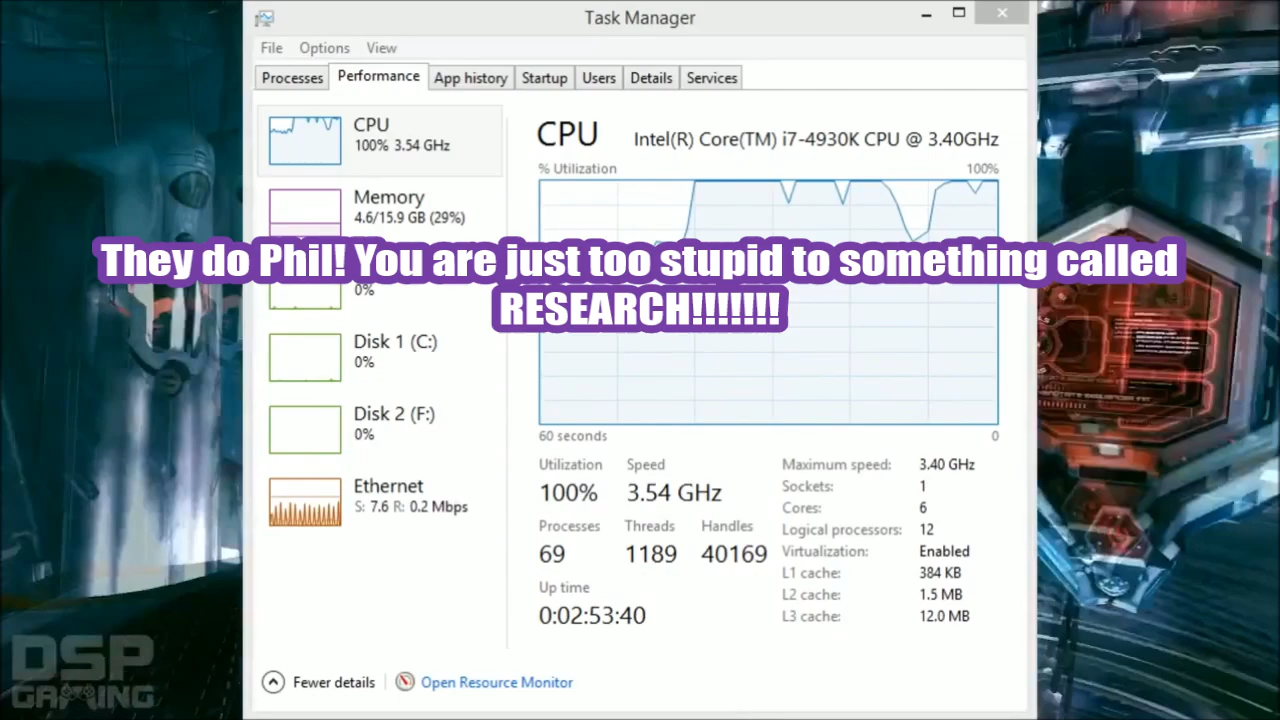 Task Manager
File Options View
Processes Performance App history Startup Users Details Services
CPU
100% 3.54 GHz
Memory
4.6/15.9 GB (29%)
0%
Disk 1 (C:)
0%
Disk 2 (F:)
0%
Ethernet
S: 7.6 R: 0.2 Mbps
CPU Intel(R) Core(TM) i7-4930K CPU @ 3.40GHz
% Utilization 100%
They do Phil! You are just too stupid to something called
RESEARCH!!!!!!!
60 seconds 0
Utilization Speed
100% 3.54 GHz
Processes Threads Handles
69 1189 40169
Up time
0:02:53:40
Maximum speed: 3.40 GHz
Sockets: 1
Cores: 6
Logical processors: 12
Virtualization: Enabled
L1 cache: 384 KB
L2 cache: 1.5 MB
L3 cache: 12.0 MB
Fewer details Open Resource Monitor
DSP
GAMING